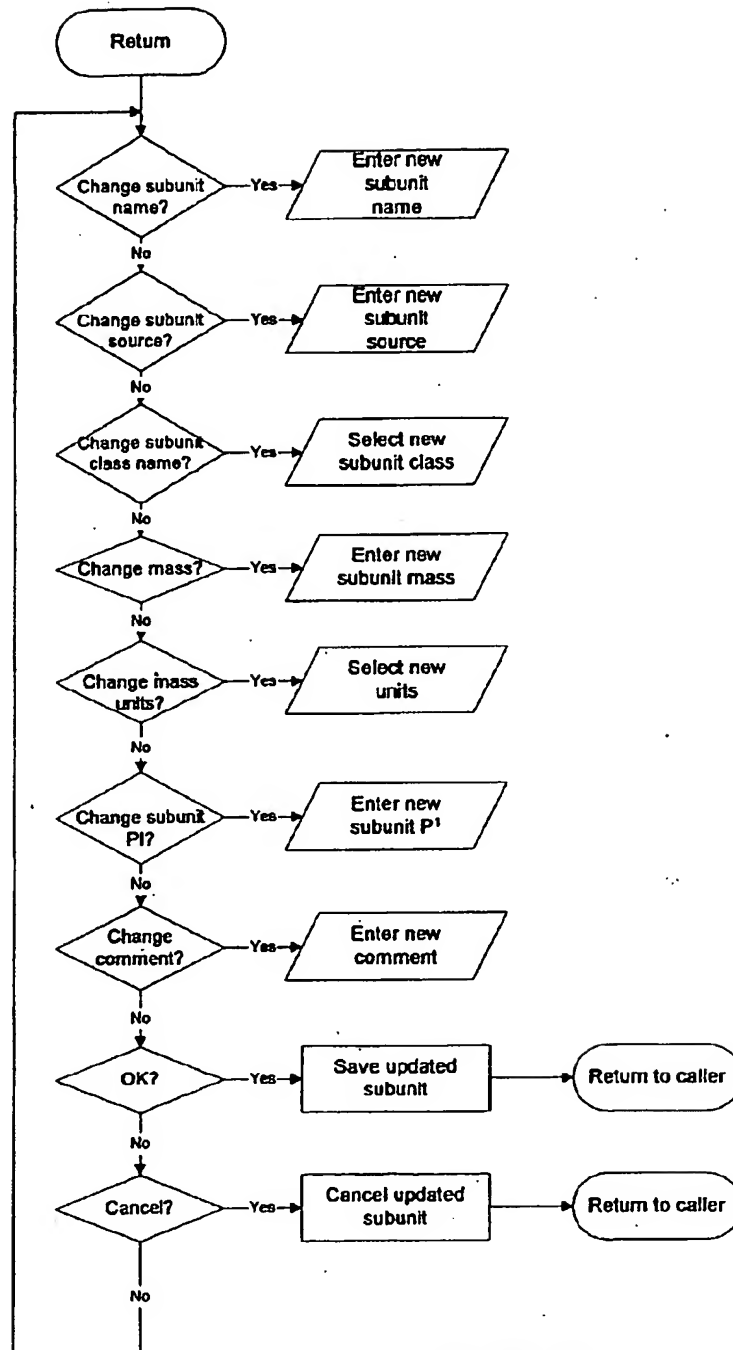 Return
Change subunit
name?
Yes
Enter new
subunit
name
No
Change subunit
source?
Yes
Enter new
subunit
source
No
Change subunit
class name?
Yes
Select new
subunit class
No
Change mass?
Yes
Enter new
subunit mass
No
Change mass
units?
Yes
Select new
units
No
Change subunit
PI?
Yes
Enter new
subunit P¹
No
Change
comment?
Yes
Enter new
comment
No
OK?
Yes
Save updated
subunit
Return to caller
No
Cancel?
Yes
Cancel updated
subunit
Return to caller
No